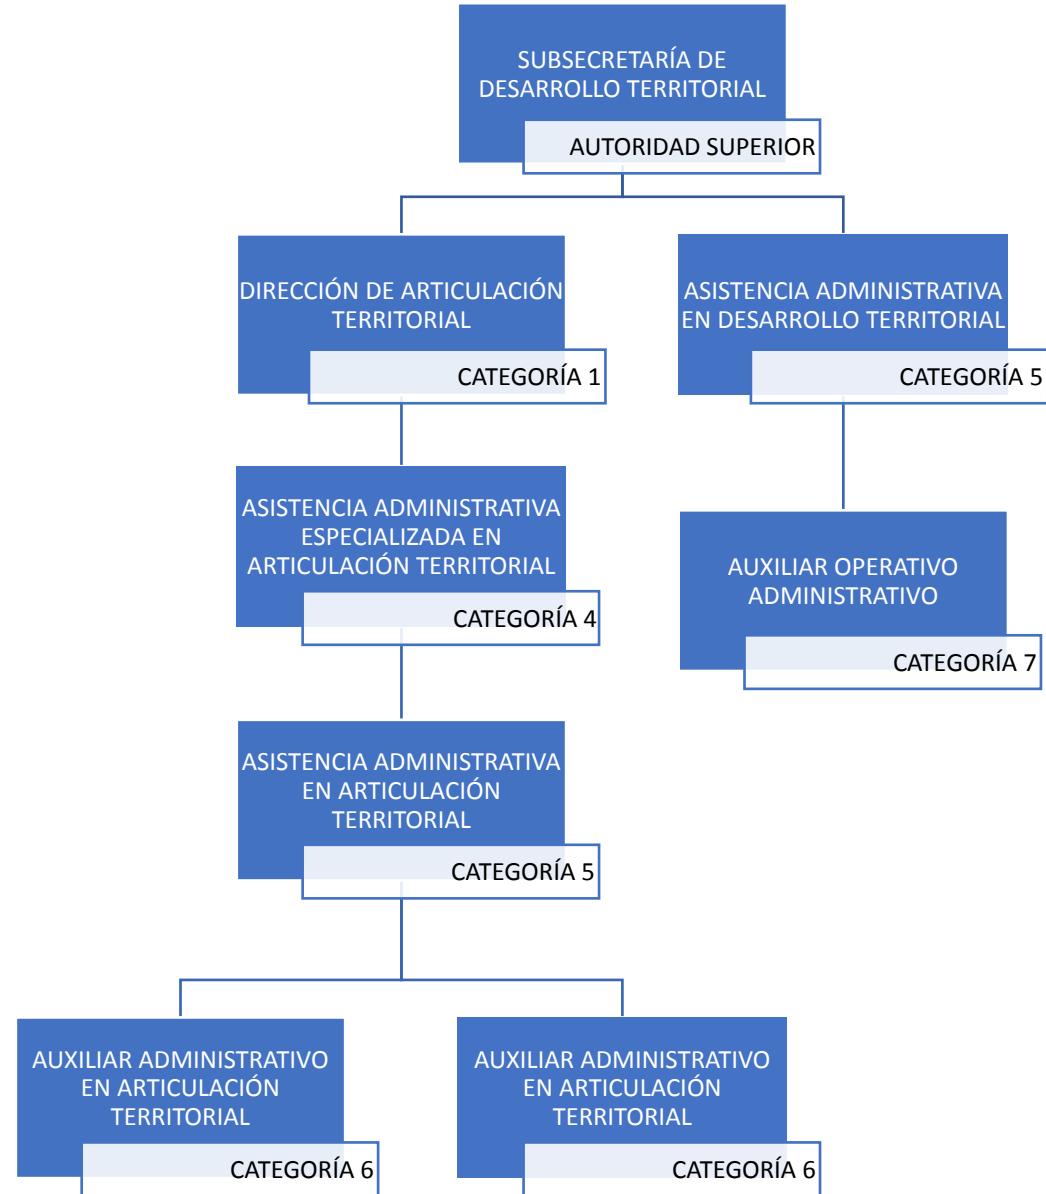 SUBSECRETARÍA DE
DESARROLLO TERRITORIAL
AUTORIDAD SUPERIOR
DIRECCIÓN DE ARTICULACIÓN
TERRITORIAL
CATEGORÍA 1
ASISTENCIA ADMINISTRATIVA
EN DESARROLLO TERRITORIAL
CATEGORÍA 5
ASISTENCIA ADMINISTRATIVA
ESPECIALIZADA EN
ARTICULACIÓN TERRITORIAL
CATEGORÍA 4
AUXILIAR OPERATIVO
ADMINISTRATIVO
CATEGORÍA 7
ASISTENCIA ADMINISTRATIVA
EN ARTICULACIÓN
TERRITORIAL
CATEGORÍA 5
AUXILIAR ADMINISTRATIVO
EN ARTICULACIÓN
TERRITORIAL
CATEGORÍA 6
AUXILIAR ADMINISTRATIVO
EN ARTICULACIÓN
TERRITORIAL
CATEGORÍA 6